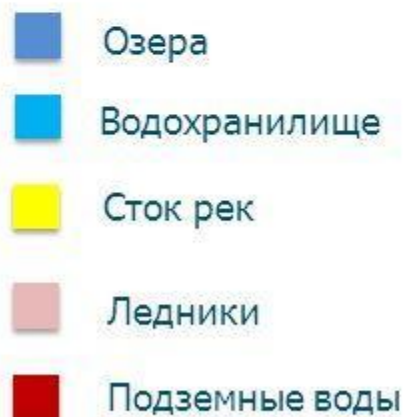 Озера
Водохранилище
Сток рек
Ледники
Подземные воды